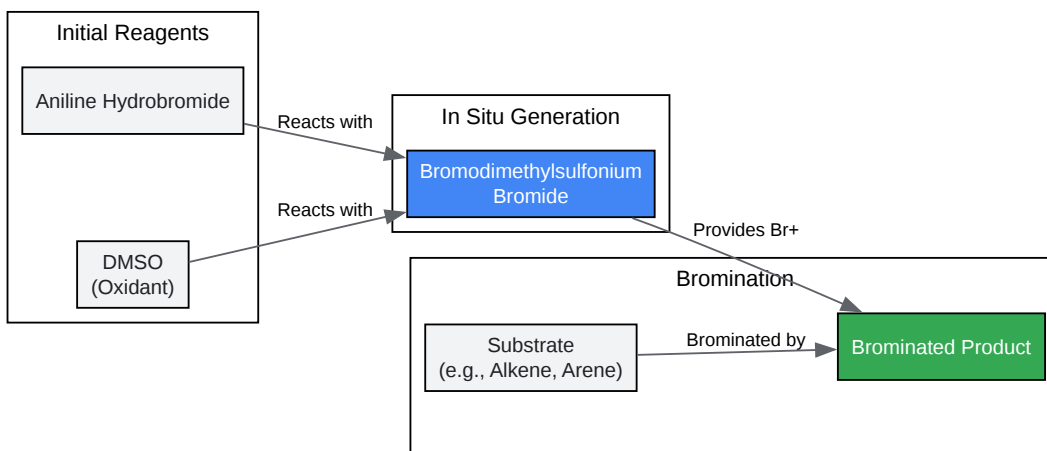 Initial Reagents
Aniline Hydrobromide
DMSO
(Oxidant)
Reacts with
Reacts with
In Situ Generation
Bromodimethylsulfonium
Bromide
Provides Br+
Bromination
Substrate
(e.g., Alkene, Arene)
Brominated by
Brominated Product